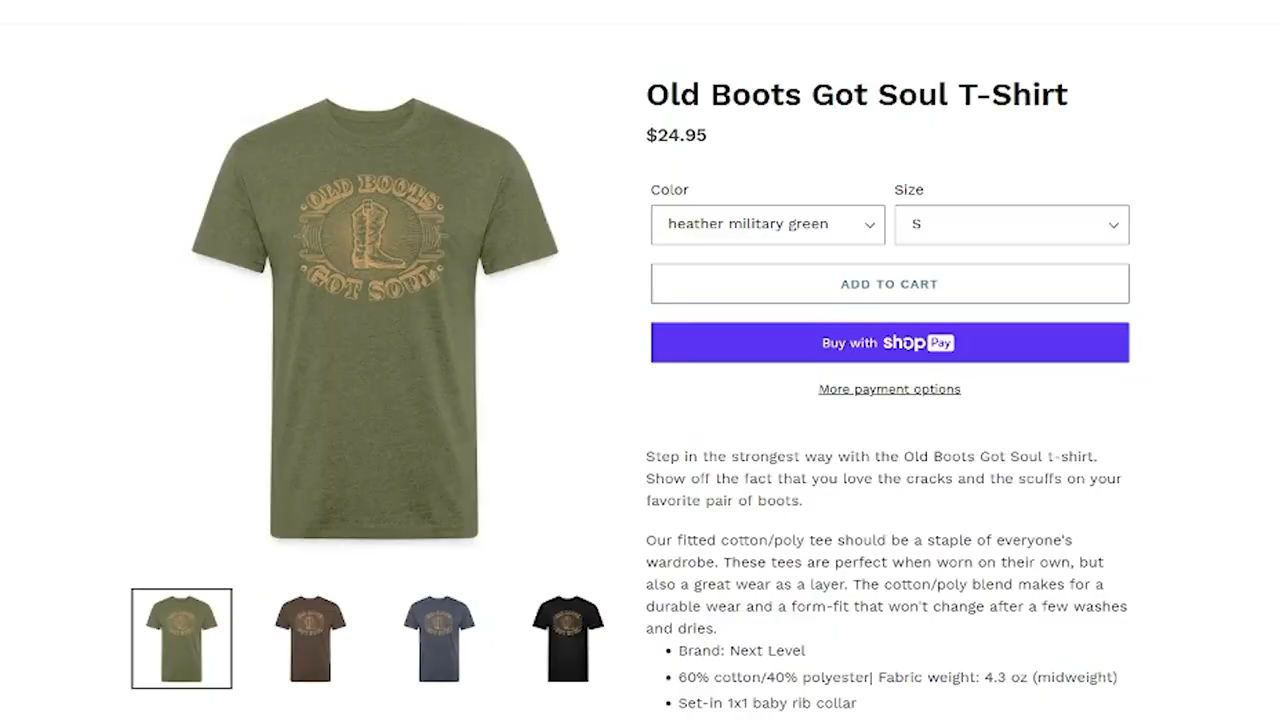 OLD BOOTS
GOT SOUL
Old Boots Got Soul T-Shirt
$24.95
Color
Size
heather military green
S
ADD TO CART
Buy with shop Pay
More payment options
Step in the strongest way with the Old Boots Got Soul t-shirt.
Show off the fact that you love the cracks and the scuffs on your
favorite pair of boots.
Our fitted cotton/poly tee should be a staple of everyone's
wardrobe. These tees are perfect when worn on their own, but
also a great wear as a layer. The cotton/poly blend makes for a
durable wear and a form-fit that won't change after a few washes
and dries.
• Brand: Next Level
• 60% cotton/40% polyester| Fabric weight: 4.3 oz (midweight)
• Set-in 1x1 baby rib collar